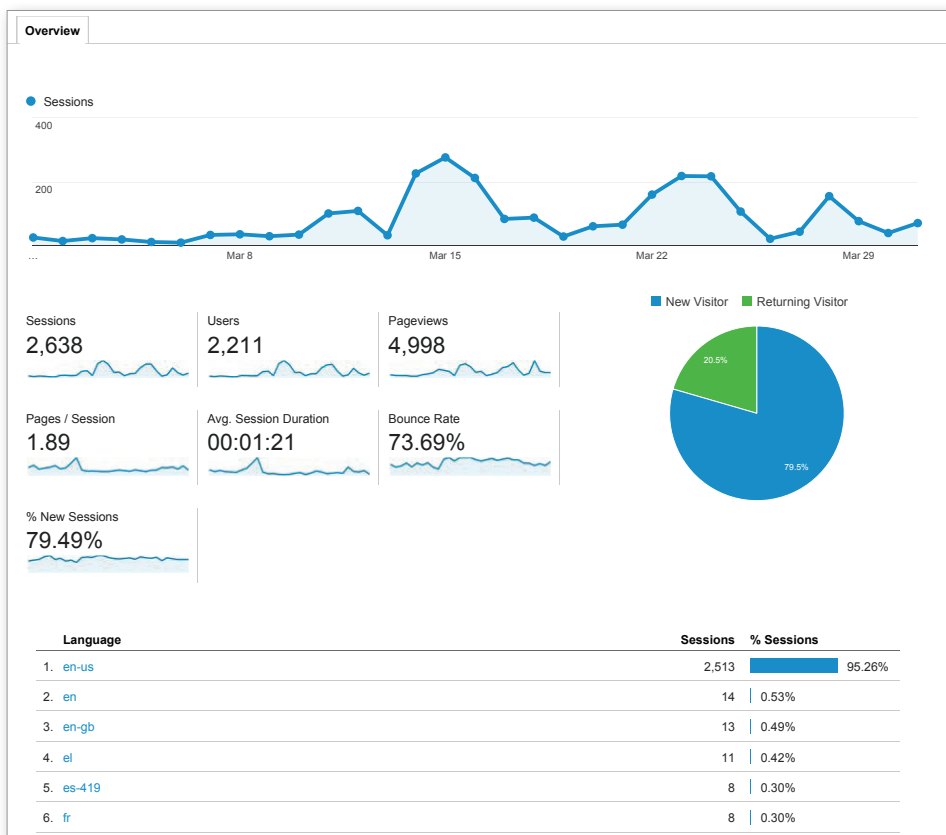 Overview
Sessions
400
200
... Mar 8 Mar 15 Mar 22 Mar 29
New Visitor Returning Visitor
Sessions Users Pageviews
2,638 2,211 4,998
20.5%
79.5%
Pages / Session Avg. Session Duration Bounce Rate
1.89 00:01:21 73.69%
% New Sessions
79.49%
Language Sessions % Sessions
1. en-us 2,513 95.26%
2. en 14 0.53%
3. en-gb 13 0.49%
4. el 11 0.42%
5. es-419 8 0.30%
6. fr 8 0.30%